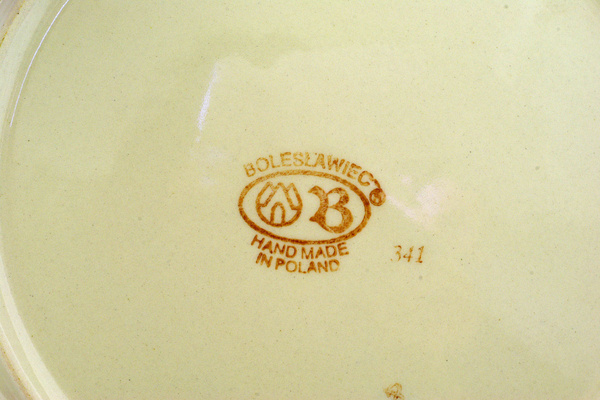 BOLESŁAWIEC®
B
HAND MADE
IN POLAND
341